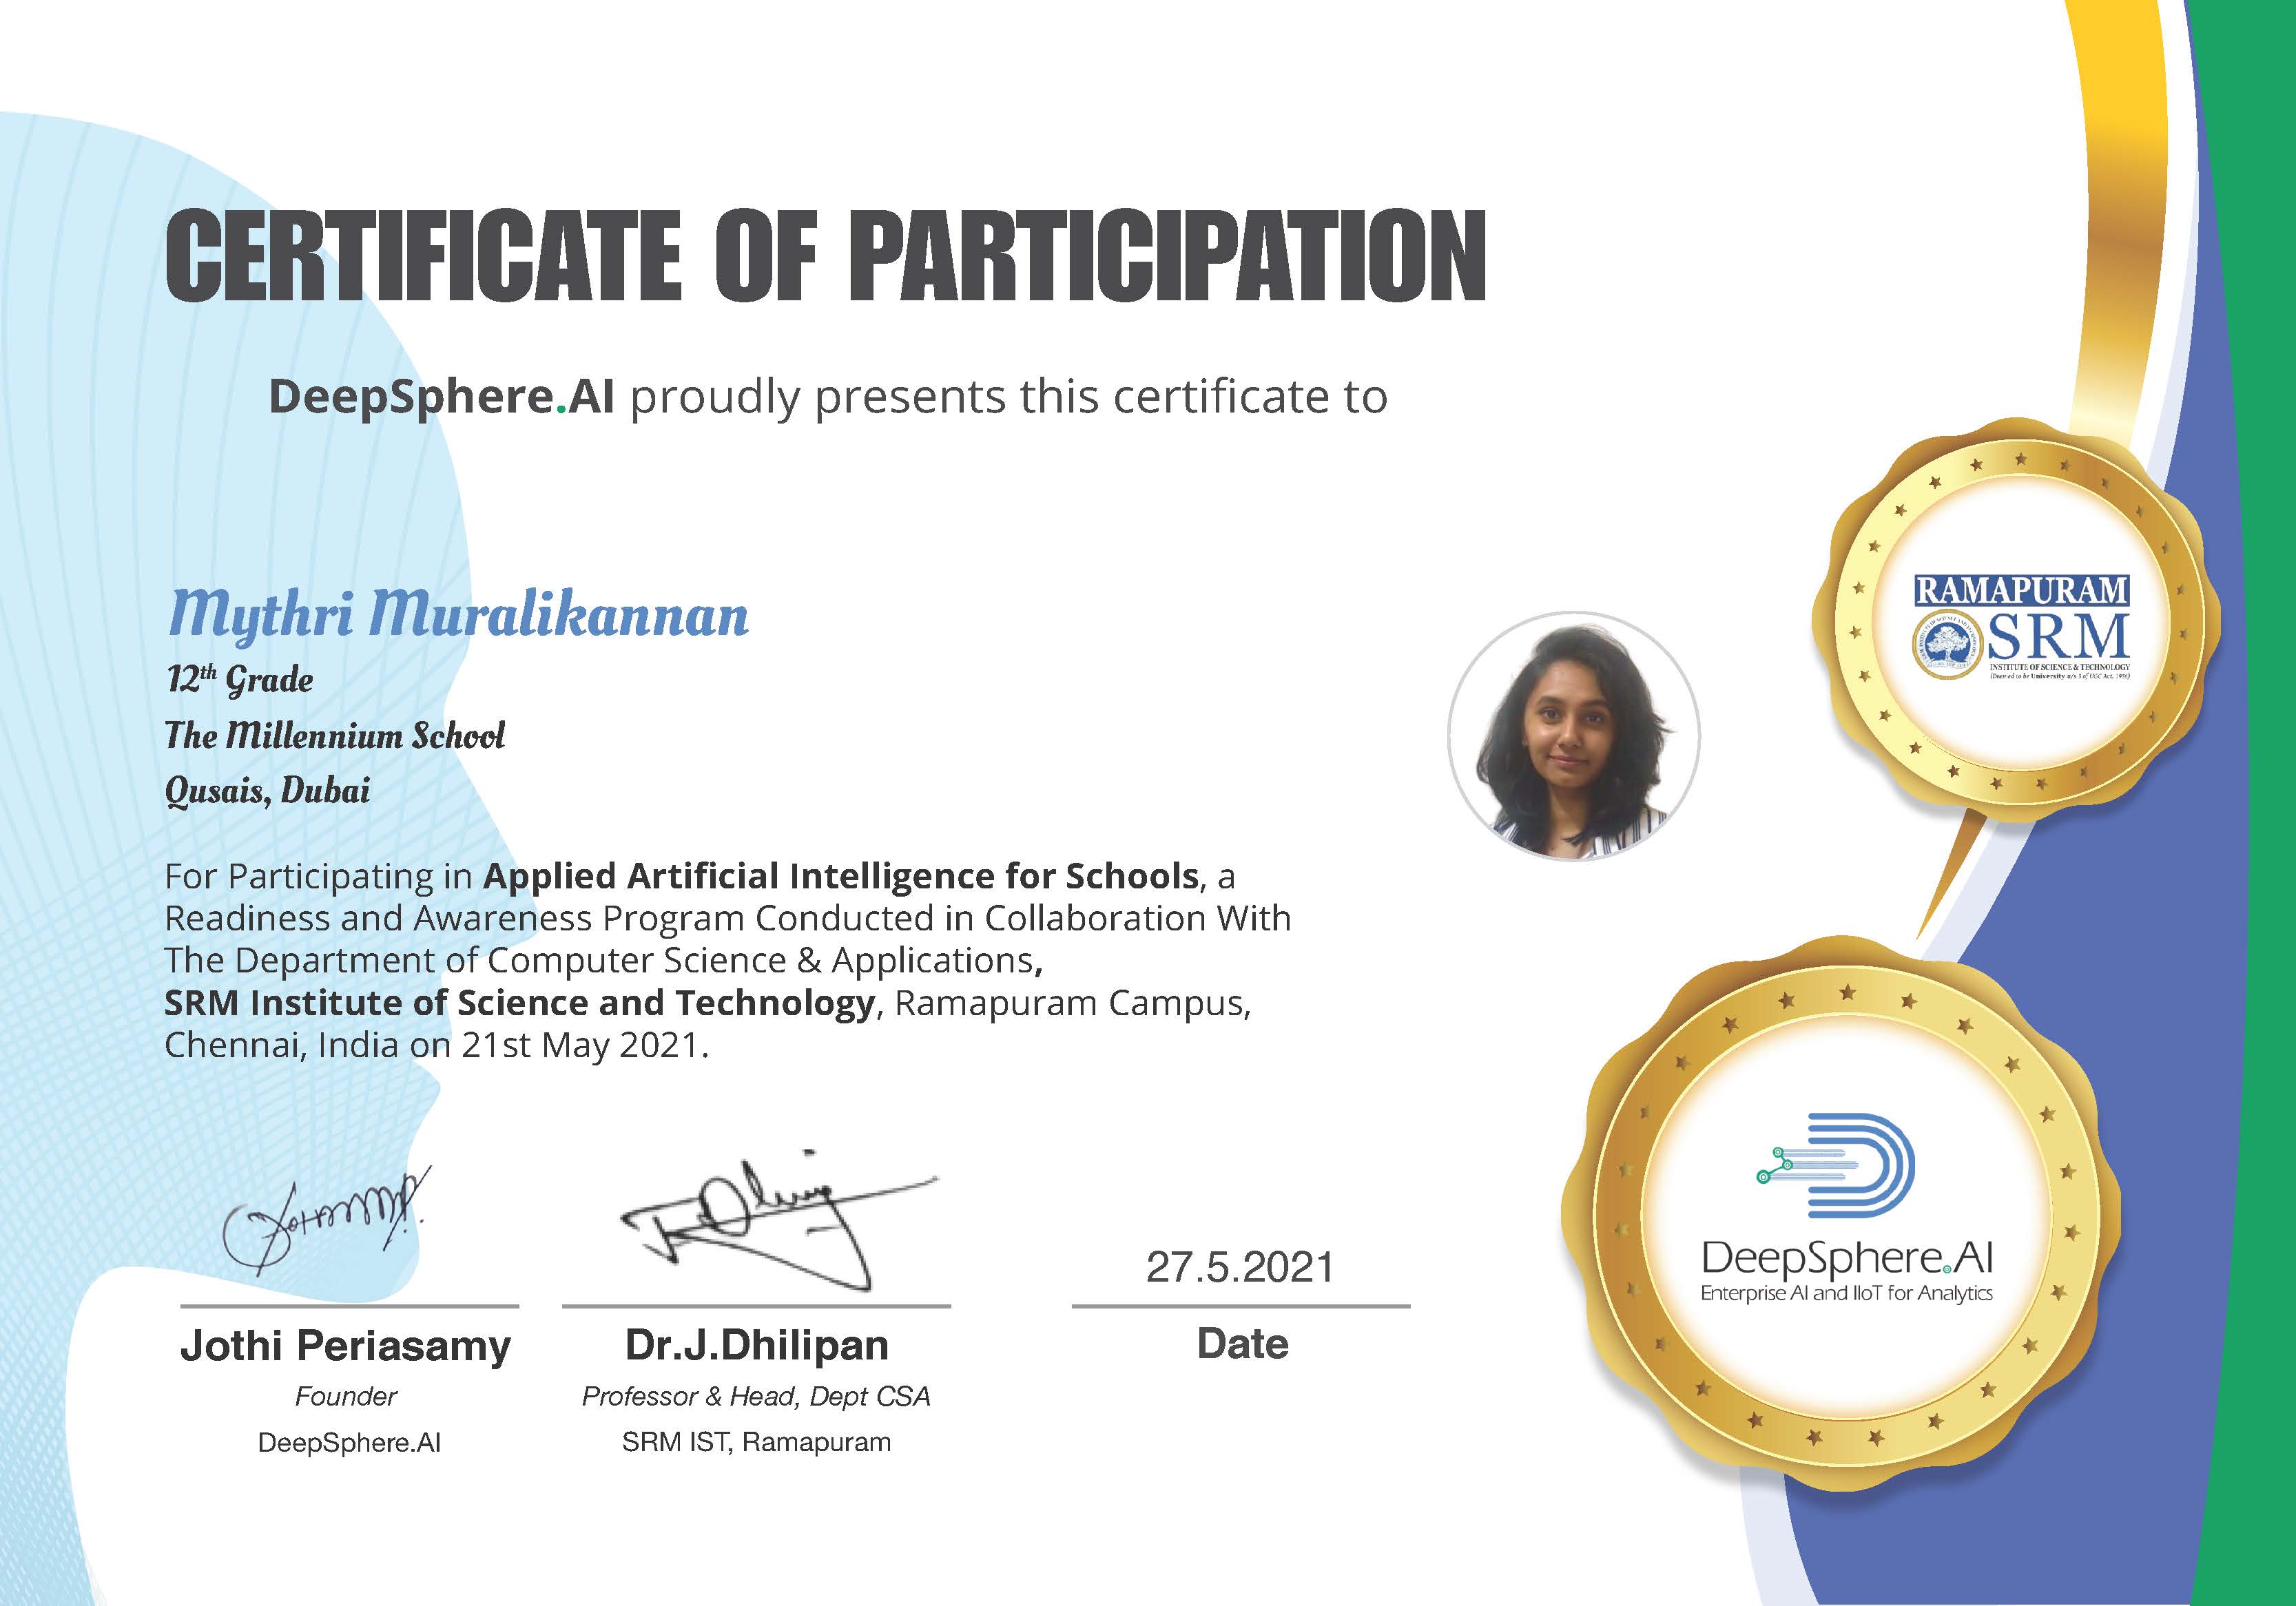 CERTIFICATE OF PARTICIPATION
DeepSphere.AI proudly presents this certificate to
Mythri Muralikannan
12th Grade
The Millennium School
Qusais, Dubai
For Participating in Applied Artificial Intelligence for Schools, a
Readiness and Awareness Program Conducted in Collaboration With
The Department of Computer Science & Applications,
SRM Institute of Science and Technology, Ramapuram Campus,
Chennai, India on 21st May 2021.
27.5.2021
Jothi Periasamy
Founder
DeepSphere.AI
Dr.J.Dhilipan
Professor & Head, Dept CSA
SRM IST, Ramapuram
Date
RAMAPURAM
SRM
INSTITUTE OF SCIENCE & TECHNOLOGY
(Deemed to be University u/s 3 of UGC Act, 1956)
DeepSphere.AI
Enterprise AI and IIoT for Analytics